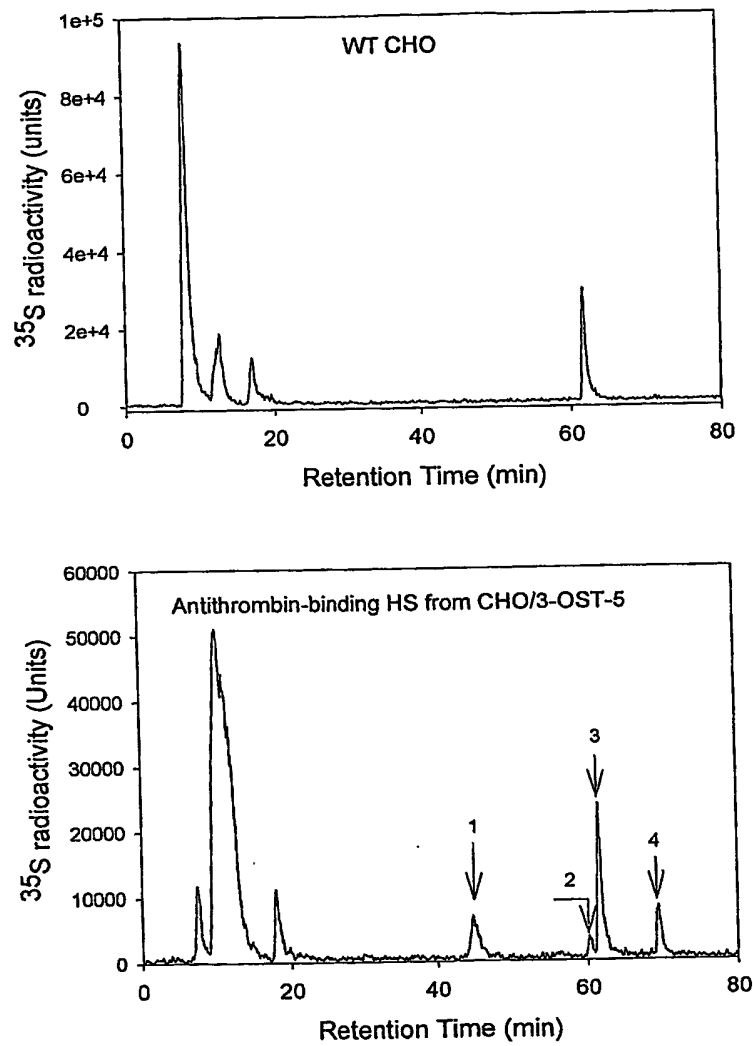 WT CHO
35S radioactivity (units)
1e+5
8e+4
6e+4
4e+4
2e+4
0
0 20 40 60 80
Retention Time (min)
Antithrombin-binding HS from CHO/3-OST-5
35S radioactivity (Units)
60000
50000
40000
30000
20000
10000
0
1
2
3
4
0 20 40 60 80
Retention Time (min)